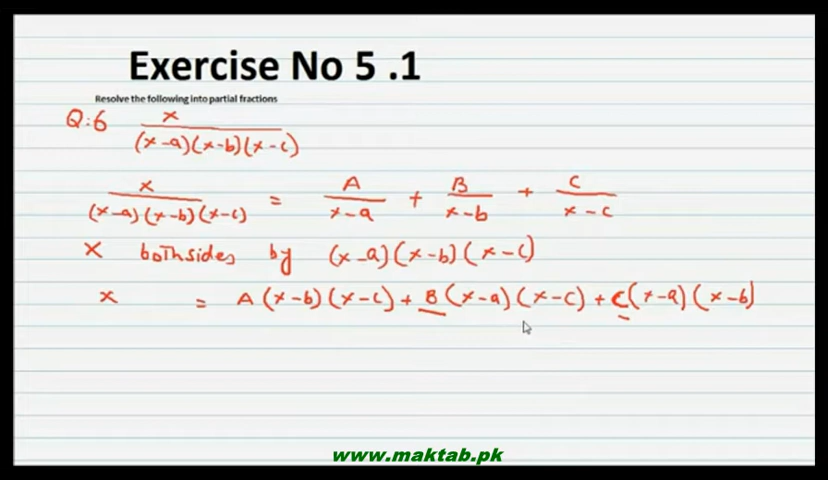 Exercise No 5 .1
Resolve the following into partial fractions
Q:6 x / (x-a)(x-b)(x-c)
x / (x-a)(x-b)(x-c) = A / x-a + B / x-b + C / x-c
X bothsides by (x-a)(x-b)(x-c)
x = A(x-b)(x-c) + B(x-a)(x-c) + C(x-a)(x-b)
www.maktab.pk